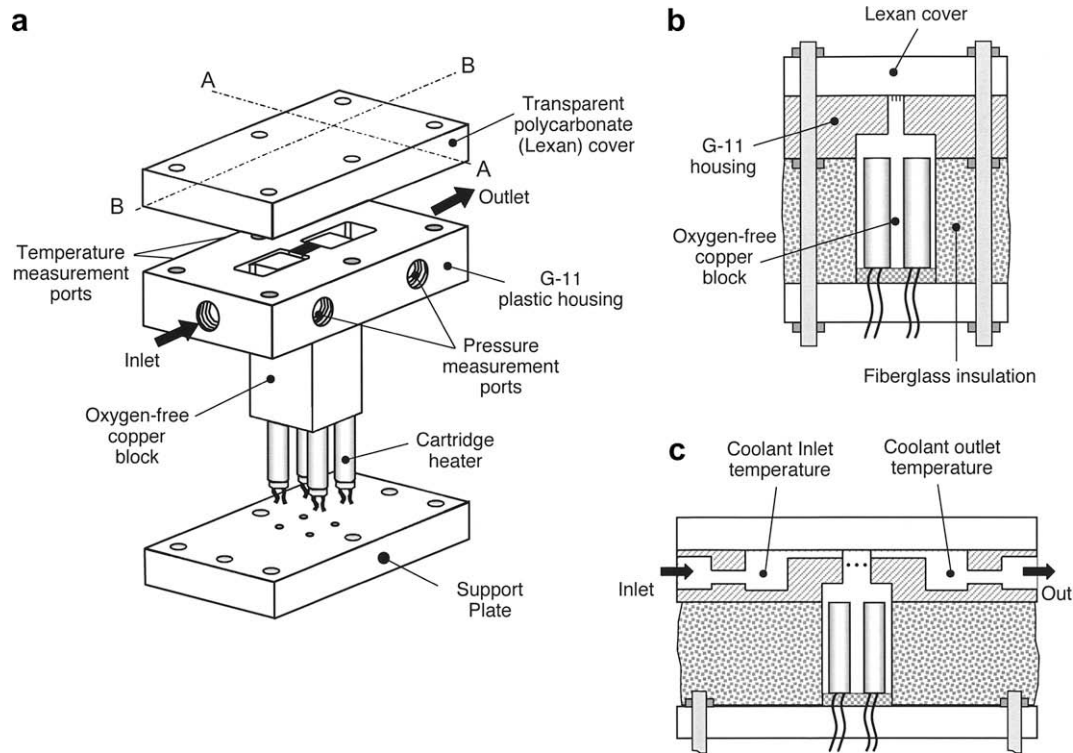 a
A
B
Transparent
polycarbonate
(Lexan) cover
A
B
Outlet
Temperature
measurement
ports
G-11
plastic housing
Inlet
Pressure
measurement
ports
Oxygen-free
copper
block
Cartridge
heater
Support
Plate
b
Lexan cover
G-11
housing
Oxygen-free
copper
block
Fiberglass insulation
c
Coolant Inlet
temperature
Coolant outlet
temperature
Inlet
Out